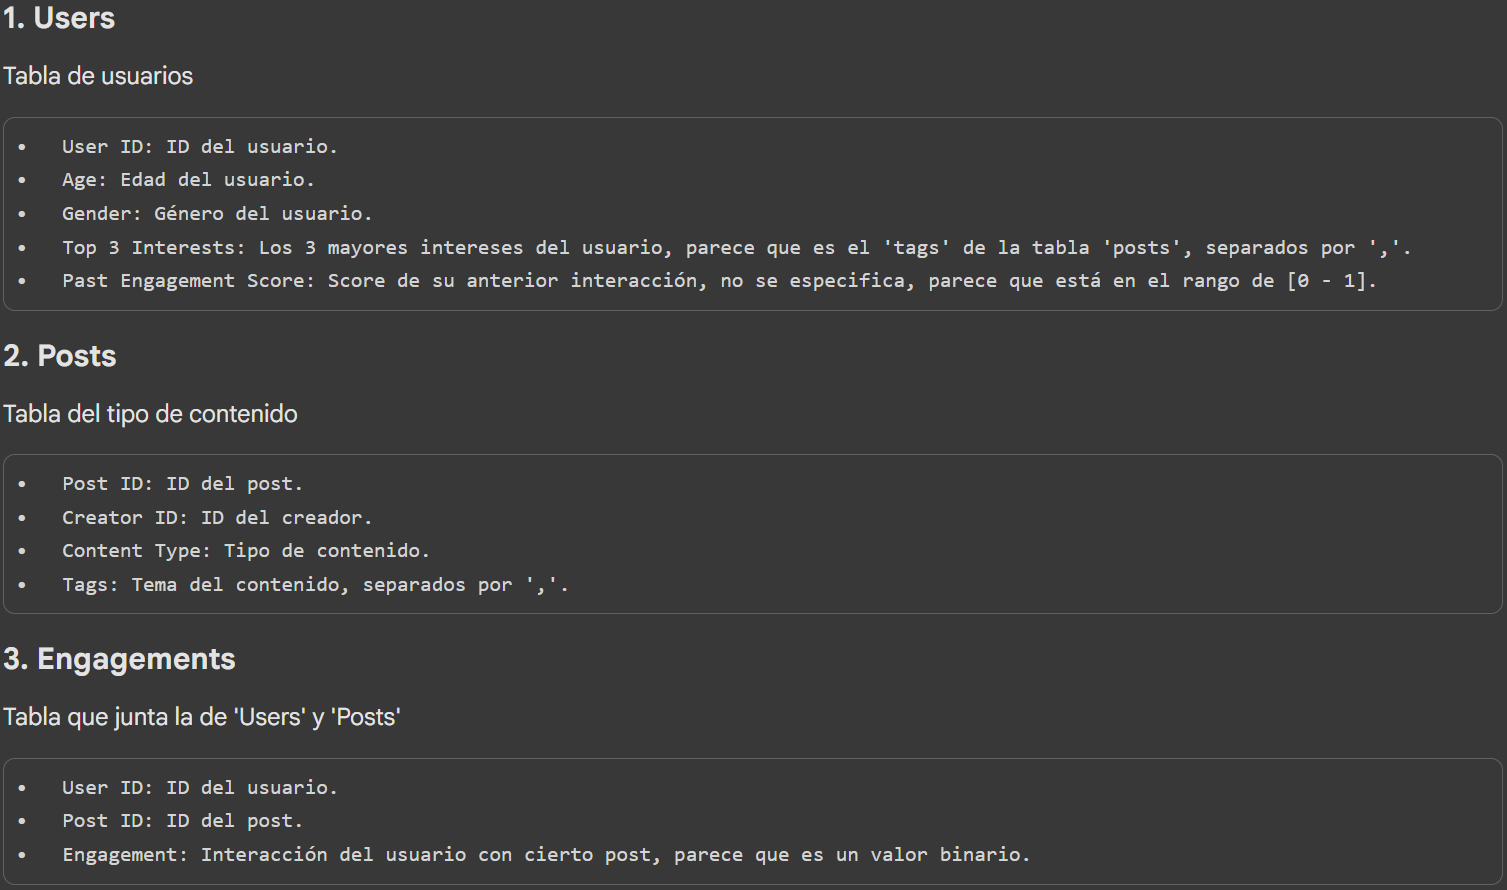 1. Users
Tabla de usuarios
• User ID: ID del usuario.
• Age: Edad del usuario.
• Gender: Género del usuario.
• Top 3 Interests: Los 3 mayores intereses del usuario, parece que es el 'tags' de la tabla 'posts', separados por ','.
• Past Engagement Score: Score de su anterior interacción, no se especifica, parece que está en el rango de [0 - 1].
2. Posts
Tabla del tipo de contenido
• Post ID: ID del post.
• Creator ID: ID del creador.
• Content Type: Tipo de contenido.
• Tags: Tema del contenido, separados por ','.
3. Engagements
Tabla que junta la de 'Users' y 'Posts'
• User ID: ID del usuario.
• Post ID: ID del post.
• Engagement: Interacción del usuario con cierto post, parece que es un valor binario.